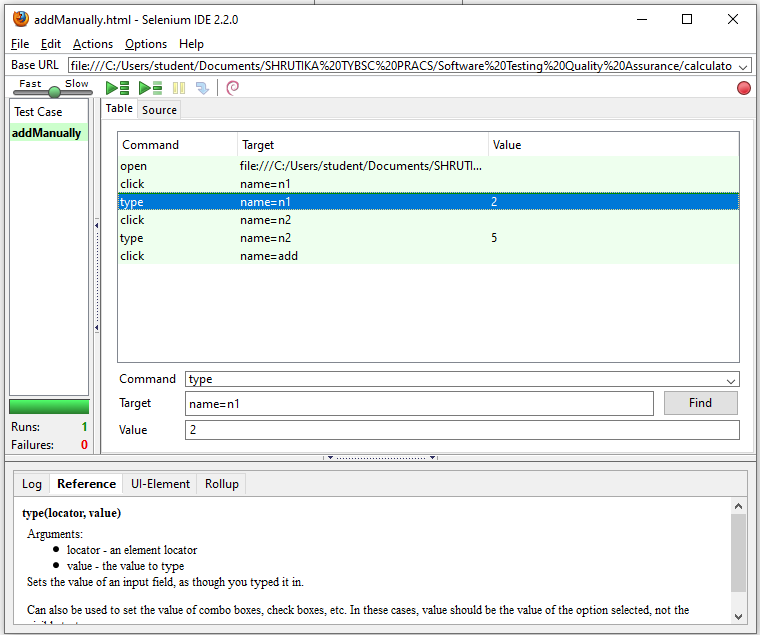 addManually.html - Selenium IDE 2.2.0
File Edit Actions Options Help
Base URL file:///C:/Users/student/Documents/SHRUTIKA%20TYBSC%20PRACS/Software%20Testing%20Quality%20Assurance/calculato
Fast Slow
Table Source
Test Case
addManually
Command Target Value
open file:///C:/Users/student/Documents/SHRUTI...
click name=n1
type name=n1 2
click name=n2
type name=n2 5
click name=add
Command type
Target name=n1 Find
Value 2
Runs: 1
Failures: 0
Log Reference UI-Element Rollup
type(locator, value)
Arguments:
locator - an element locator
value - the value to type
Sets the value of an input field, as though you typed it in.
Can also be used to set the value of combo boxes, check boxes, etc. In these cases, value should be the value of the option selected, not the